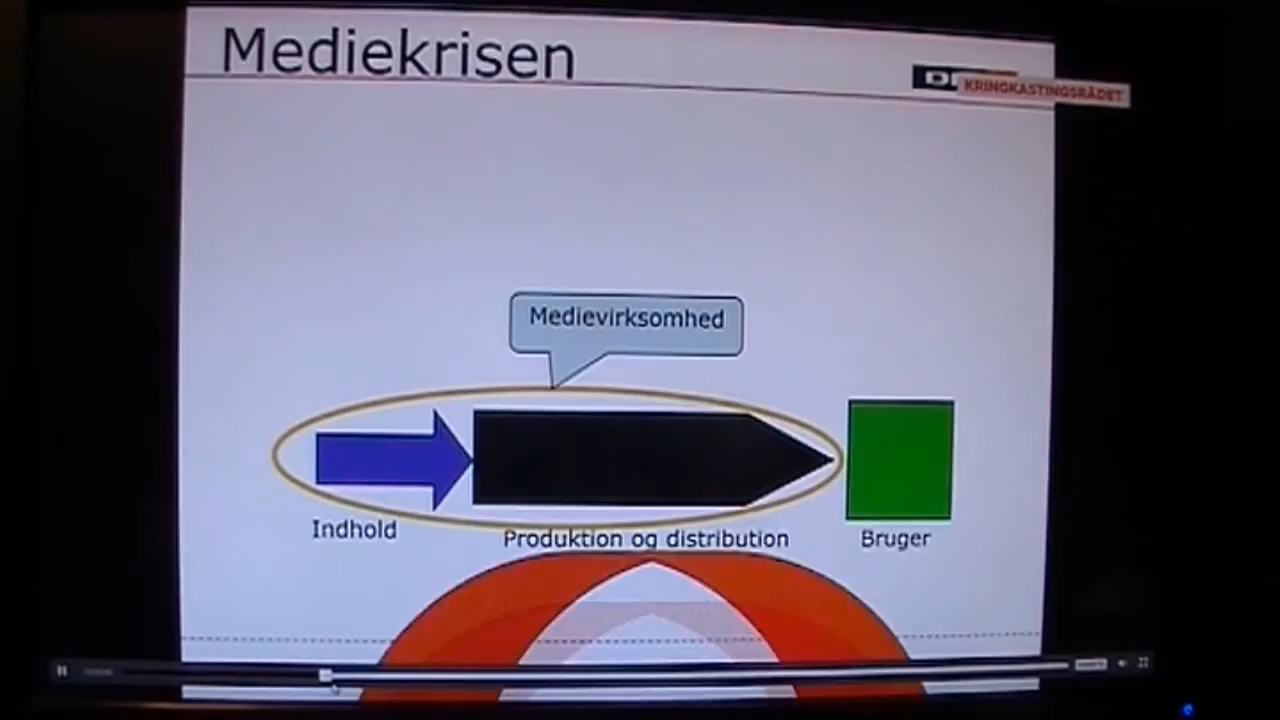 Mediekrisen
KRINGKASTINGSRÅDET
Medievirksomhed
Indhold
Produktion og distribution
Bruger